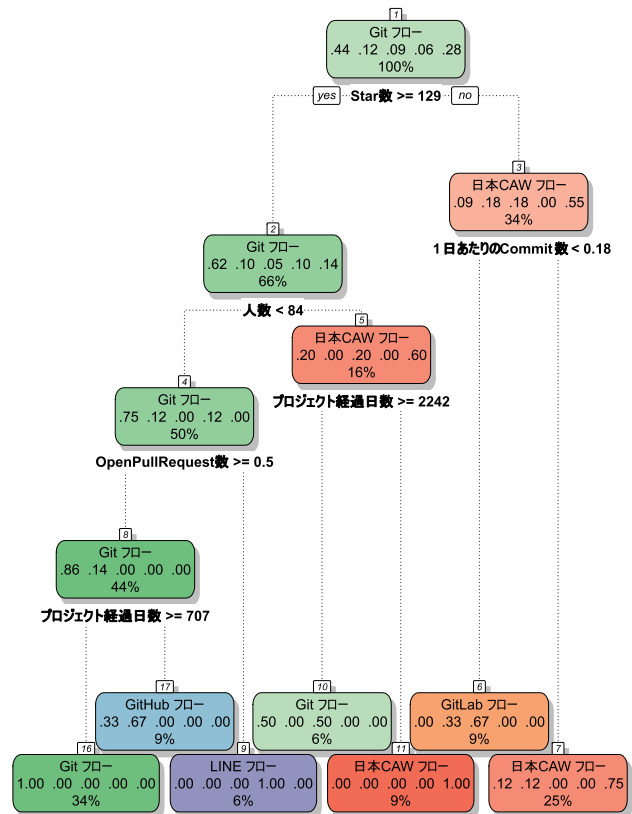 1
Git フロー
.44 .12 .09 .06 .28
100%
yes Star数 >= 129 no
3
日本CAW フロー
.09 .18 .18 .00 .55
34%
1日あたりのCommit数 < 0.18
2
Git フロー
.62 .10 .05 .10 .14
66%
人数 < 84
5
日本CAW フロー
.20 .00 .20 .00 .60
16%
プロジェクト経過日数 >= 2242
4
Git フロー
.75 .12 .00 .12 .00
50%
OpenPullRequest数 >= 0.5
8
Git フロー
.86 .14 .00 .00 .00
44%
プロジェクト経過日数 >= 707
17
GitHub フロー
.33 .67 .00 .00 .00
9%
10
Git フロー
.50 .00 .50 .00 .00
6%
6
GitLab フロー
.00 .33 .67 .00 .00
9%
16
Git フロー
1.00 .00 .00 .00 .00
34%
9
LINE フロー
.00 .00 .00 1.00 .00
6%
11
日本CAW フロー
.00 .00 .00 .00 1.00
9%
7
日本CAW フロー
.12 .12 .00 .00 .75
25%